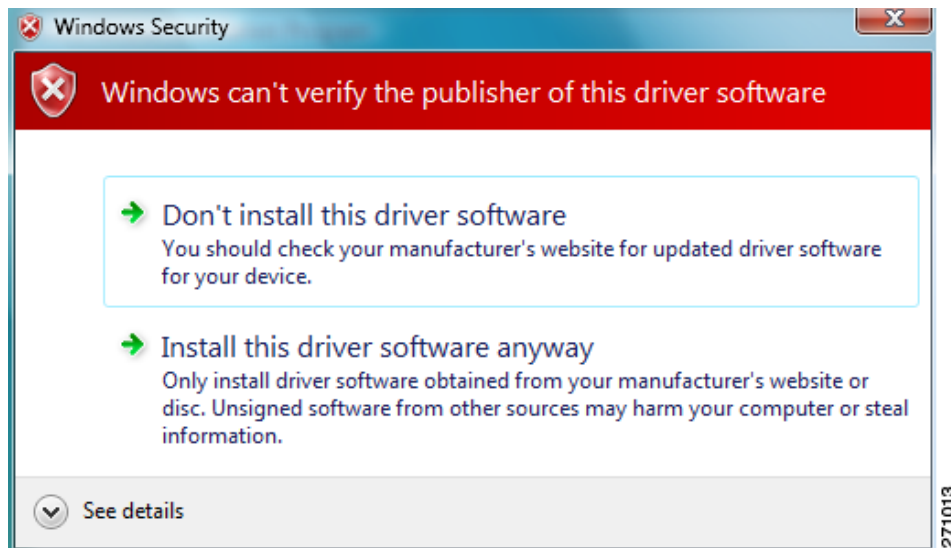 Windows Security
Windows can't verify the publisher of this driver software
Don't install this driver software
You should check your manufacturer's website for updated driver software
for your device.
Install this driver software anyway
Only install driver software obtained from your manufacturer's website or
disc. Unsigned software from other sources may harm your computer or steal
information.
See details
271013